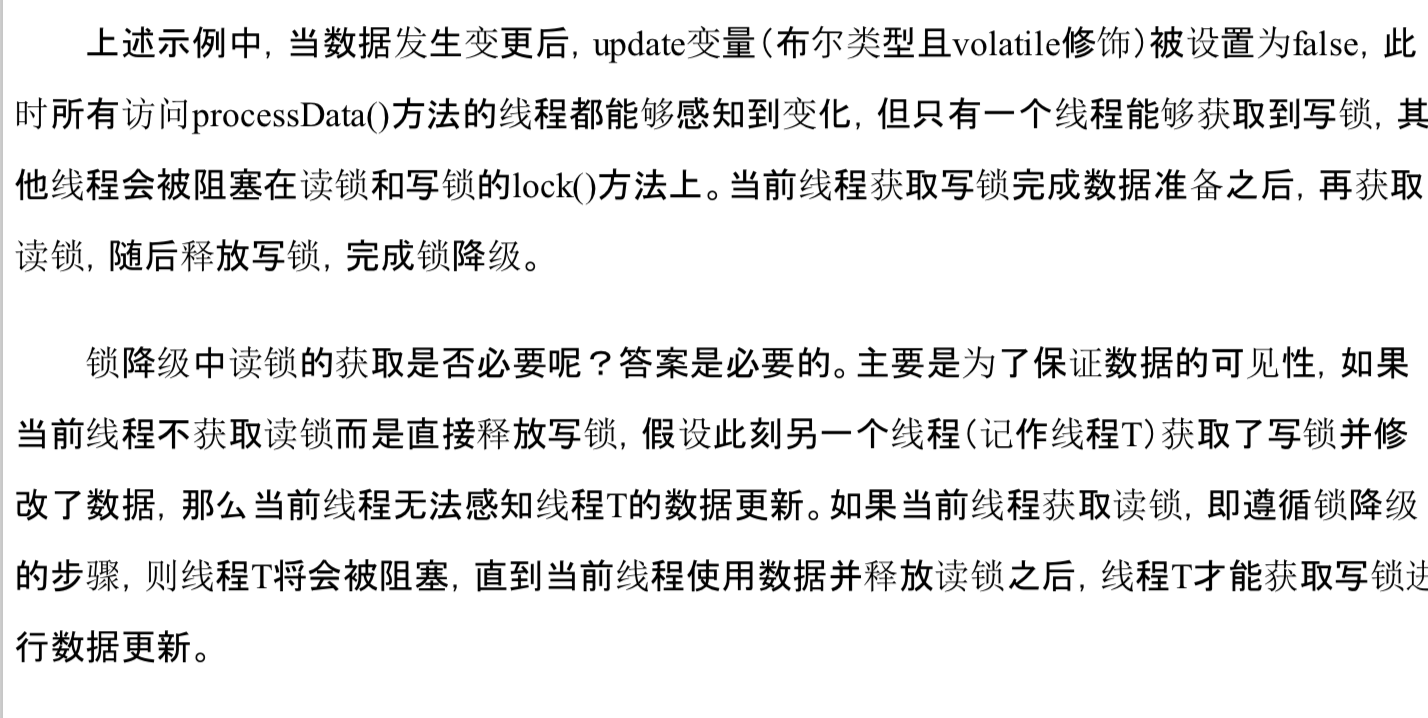 上述示例中，当数据发生变更后，update变量（布尔类型且volatile修饰）被设置为false，此
时所有访问processData()方法的线程都能够感知到变化，但只有一个线程能够获取到写锁，其
他线程会被阻塞在读锁和写锁的lock()方法上。当前线程获取写锁完成数据准备之后，再获取
读锁，随后释放写锁，完成锁降级。
锁降级中读锁的获取是否必要呢？答案是必要的。主要是为了保证数据的可见性，如果
当前线程不获取读锁而是直接释放写锁，假设此刻另一个线程（记作线程T）获取了写锁并修
改了数据，那么当前线程无法感知线程T的数据更新。如果当前线程获取读锁，即遵循锁降级
的步骤，则线程T将会被阻塞，直到当前线程使用数据并释放读锁之后，线程T才能获取写锁进
行数据更新。